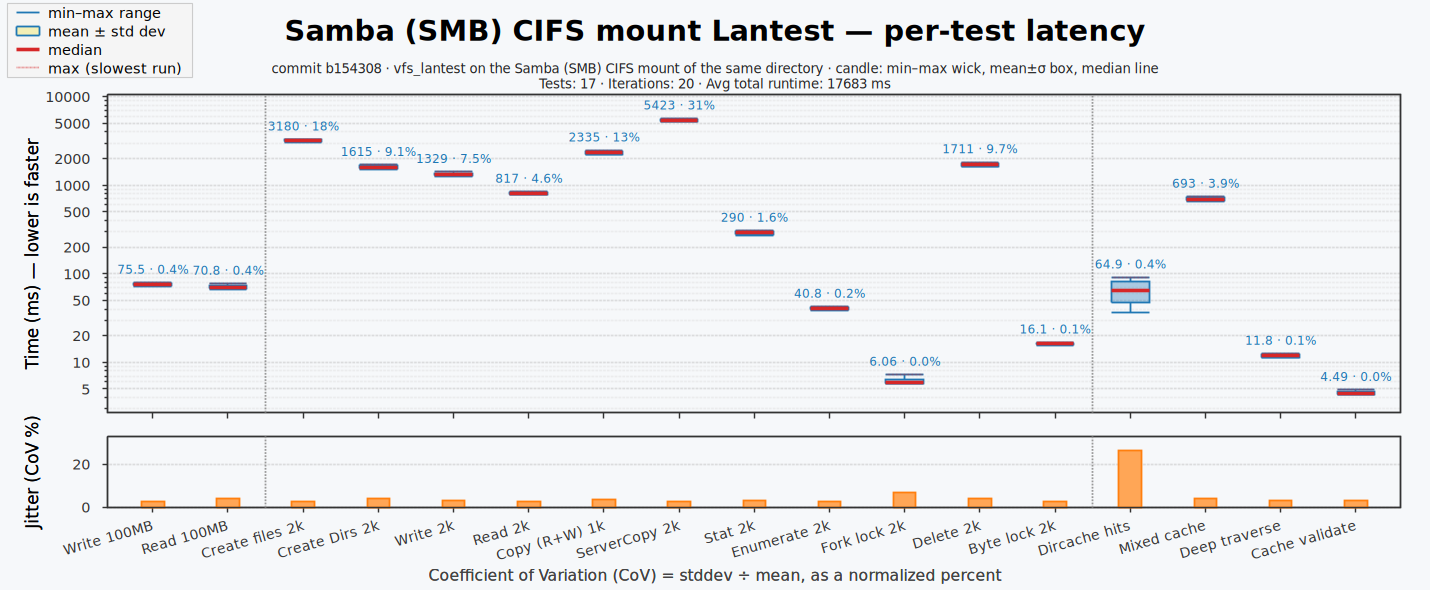 min–max range
mean ± std dev
median
max (slowest run)
Samba (SMB) CIFS mount Lantest — per-test latency
commit b154308 · vfs_lantest on the Samba (SMB) CIFS mount of the same directory · candle: min–max wick, mean±σ box, median line
Tests: 17 · Iterations: 20 · Avg total runtime: 17683 ms
Time (ms) — lower is faster
10000
5000
2000
1000
500
200
100
50
20
10
5
75.5 · 0.4%
70.8 · 0.4%
3180 · 18%
1615 · 9.1%
1329 · 7.5%
817 · 4.6%
2335 · 13%
5423 · 31%
290 · 1.6%
40.8 · 0.2%
6.06 · 0.0%
1711 · 9.7%
16.1 · 0.1%
64.9 · 0.4%
693 · 3.9%
11.8 · 0.1%
4.49 · 0.0%
Jitter (CoV %)
20
0
Write 100MB
Read 100MB
Create files 2k
Create Dirs 2k
Write 2k
Read 2k
Copy (R+W) 1k
ServerCopy 2k
Stat 2k
Enumerate 2k
Fork lock 2k
Delete 2k
Byte lock 2k
Dircache hits
Mixed cache
Deep traverse
Cache validate
Coefficient of Variation (CoV) = stddev ÷ mean, as a normalized percent